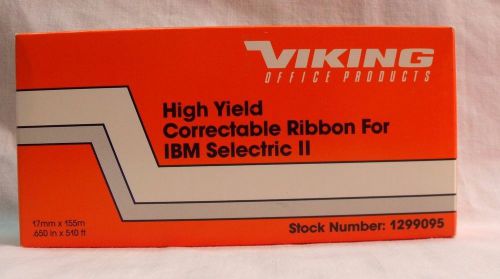 VIKING
OFFICE PRODUCTS
High Yield
Correctable Ribbon For
IBM Selectric II
17mm x 155m
.650 in x 510 ft
Stock Number: 1299095